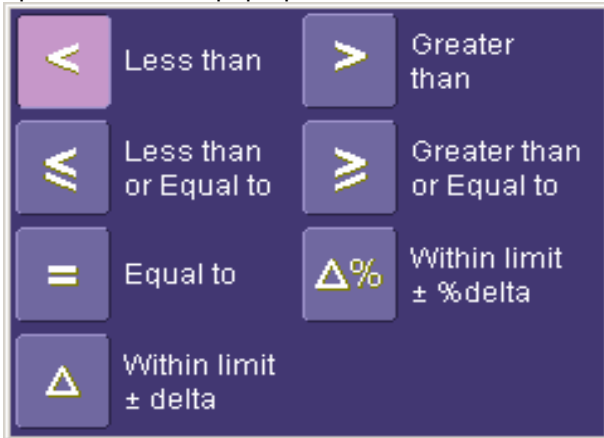 < Less than
> Greater
than
≤ Less than
or Equal to
≥ Greater than
or Equal to
= Equal to
Δ% Within limit
± %delta
Δ Within limit
± delta